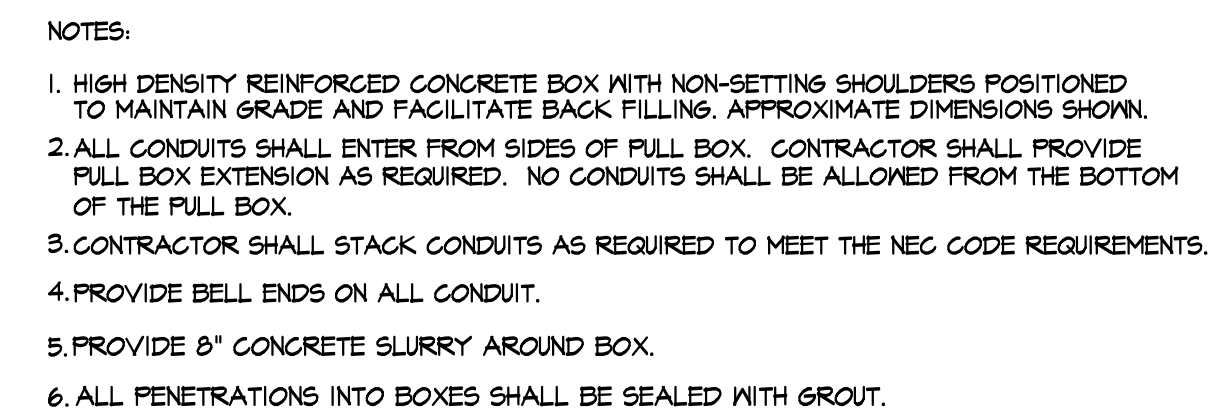 NOTES:
1. HIGH DENSITY REINFORCED CONCRETE BOX WITH NON-SETTING SHOULDERS POSITIONED
TO MAINTAIN GRADE AND FACILITATE BACK FILLING. APPROXIMATE DIMENSIONS SHOWN.
2. ALL CONDUITS SHALL ENTER FROM SIDES OF PULL BOX. CONTRACTOR SHALL PROVIDE
PULL BOX EXTENSION AS REQUIRED. NO CONDUITS SHALL BE ALLOWED FROM THE BOTTOM
OF THE PULL BOX.
3. CONTRACTOR SHALL STACK CONDUITS AS REQUIRED TO MEET THE NEC CODE REQUIREMENTS.
4. PROVIDE BELL ENDS ON ALL CONDUIT.
5. PROVIDE 8" CONCRETE SLURRY AROUND BOX.
6. ALL PENETRATIONS INTO BOXES SHALL BE SEALED WITH GROUT.